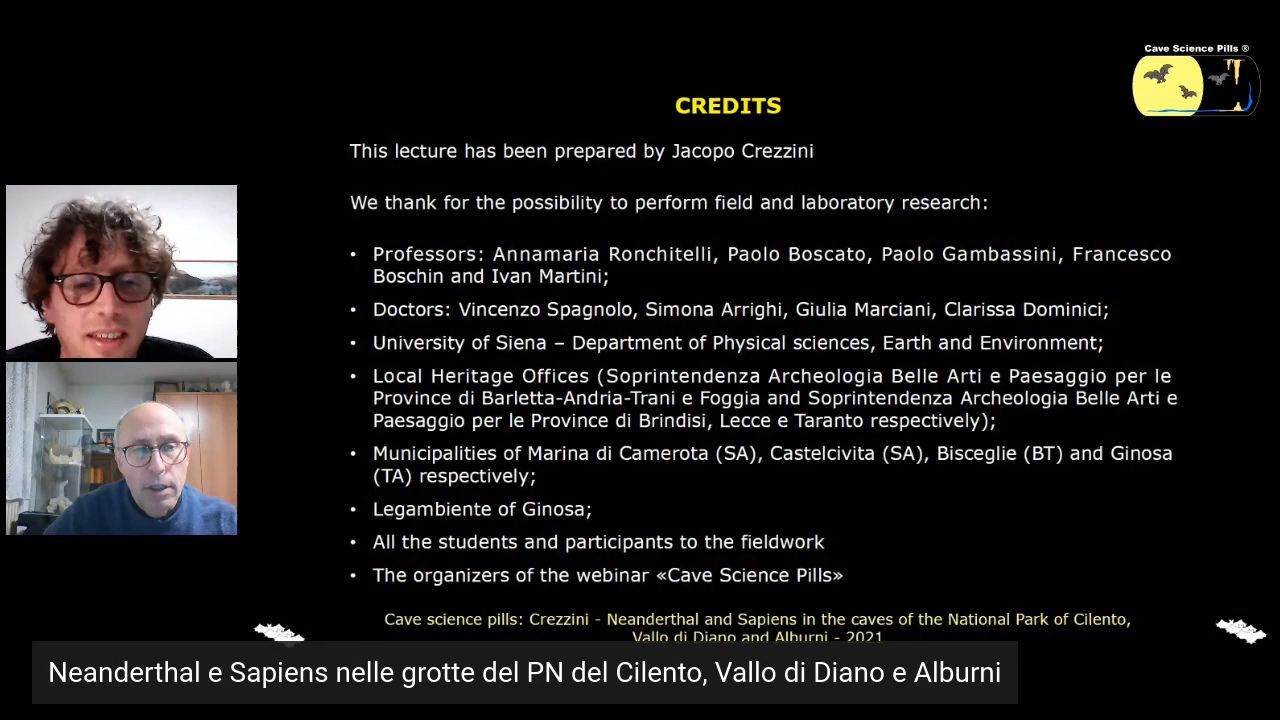 Cave Science Pills ®
CREDITS
This lecture has been prepared by Jacopo Crezzini
We thank for the possibility to perform field and laboratory research:
• Professors: Annamaria Ronchitelli, Paolo Boscato, Paolo Gambassini, Francesco
Boschin and Ivan Martini;
• Doctors: Vincenzo Spagnolo, Simona Arrighi, Giulia Marciani, Clarissa Dominici;
• University of Siena – Department of Physical sciences, Earth and Environment;
• Local Heritage Offices (Soprintendenza Archeologia Belle Arti e Paesaggio per le
Province di Barletta-Andria-Trani e Foggia and Soprintendenza Archeologia Belle Arti e
Paesaggio per le Province di Brindisi, Lecce e Taranto respectively);
• Municipalities of Marina di Camerota (SA), Castelcivita (SA), Bisceglie (BT) and Ginosa
(TA) respectively;
• Legambiente of Ginosa;
• All the students and participants to the fieldwork
• The organizers of the webinar «Cave Science Pills»
Cave science pills: Crezzini - Neanderthal and Sapiens in the caves of the National Park of Cilento,
Vallo di Diano and Alburni - 2021
Neanderthal e Sapiens nelle grotte del PN del Cilento, Vallo di Diano e Alburni